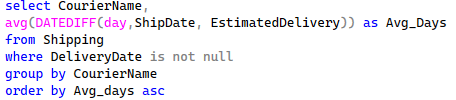 select CourierName,
avg(DATEDIFF(day,ShipDate, EstimatedDelivery)) as Avg_Days
from Shipping
where DeliveryDate is not null
group by CourierName
order by Avg_days asc